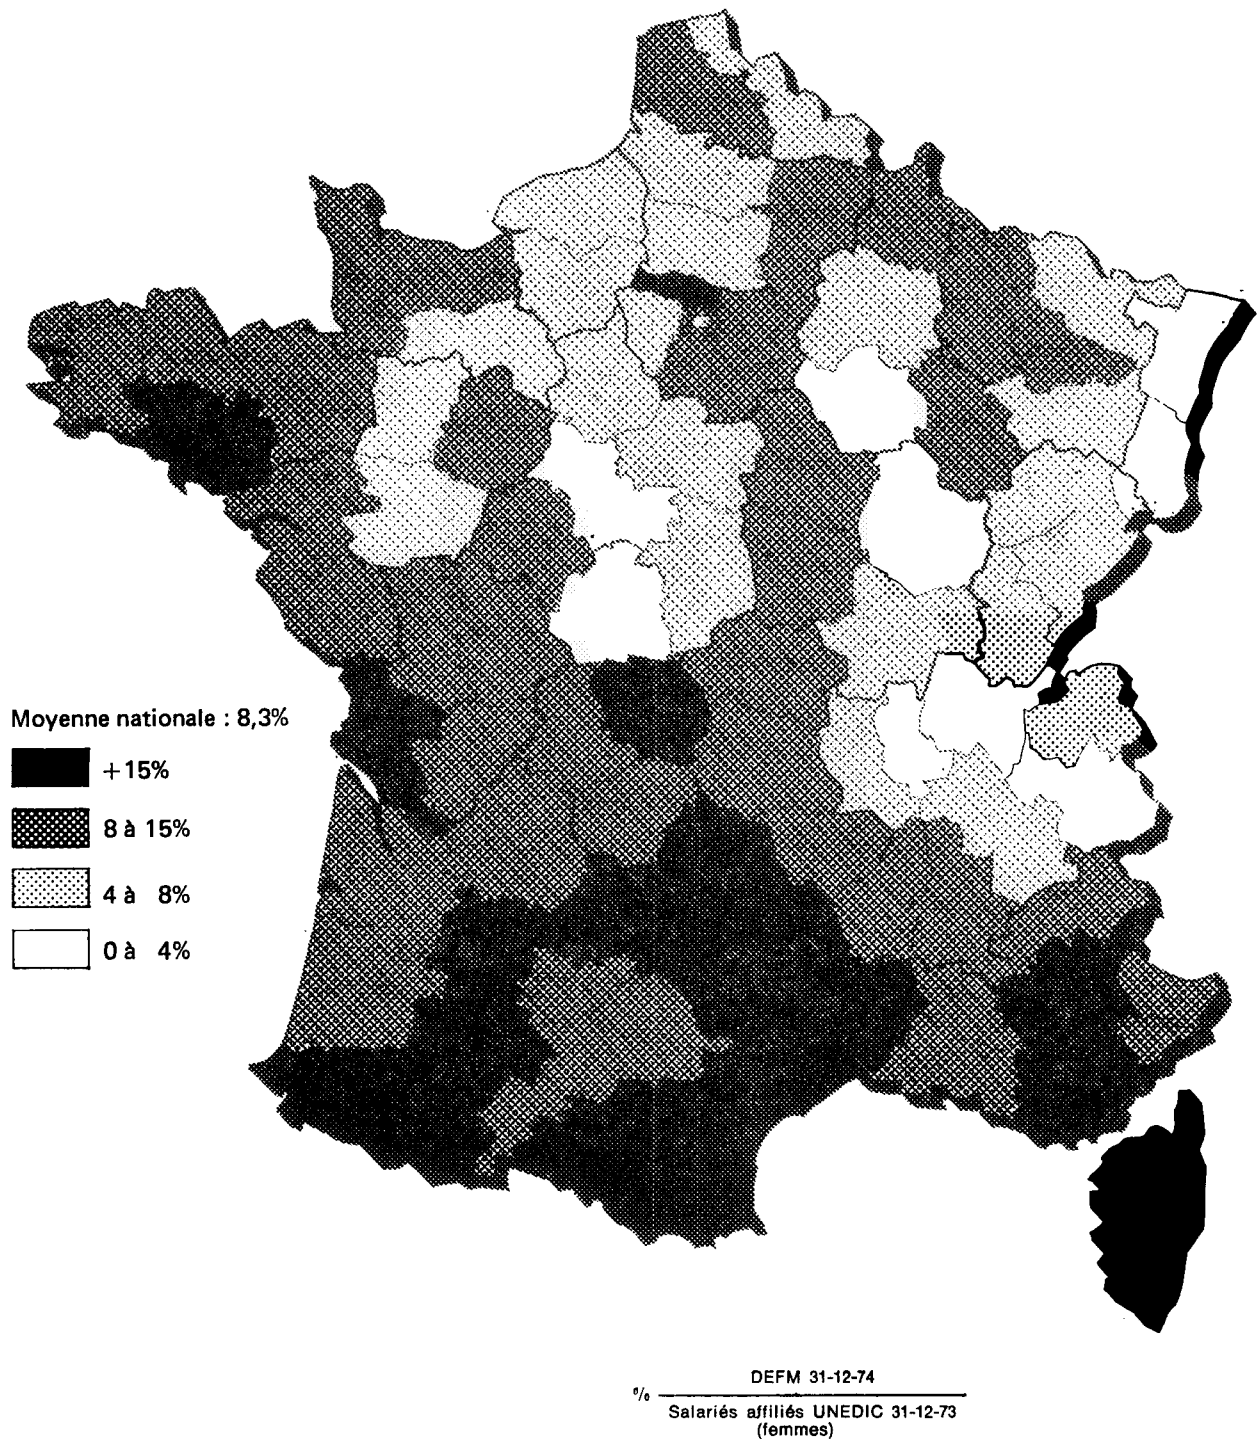 Moyenne nationale : 8,3%
+15%
8 à 15%
4 à 8%
0 à 4%
DEFM 31-12-74
%
Salariés affiliés UNEDIC 31-12-73
(femmes)